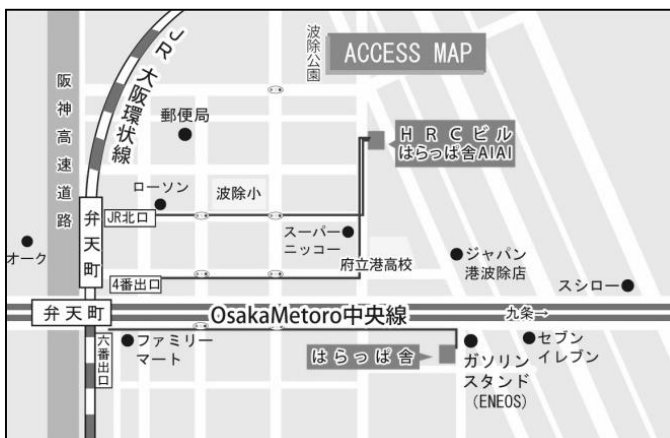 ACCESS MAP
波除公園
阪神高速道路
JR大阪環状線
郵便局
HRCビル
はらっぱ舎AIAI
ローソン
波除小
JR北口
弁天町
スーパー
ニッコー
府立港高校
ジャパン
港波除店
オーク
4番出口
スシロー
弁天町
OsakaMetoro中央線
九条→
六番出口
ファミリー
マート
はらっぱ舎
ガソリン
スタンド
(ENEOS)
セブン
イレブン